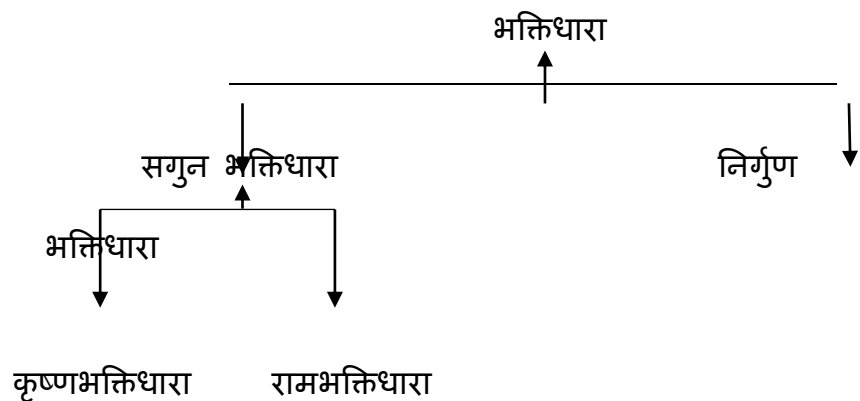 भक्तिधारा
सगुन भक्तिधारा निर्गुण
भक्तिधारा
कृष्णभक्तिधारा रामभक्तिधारा